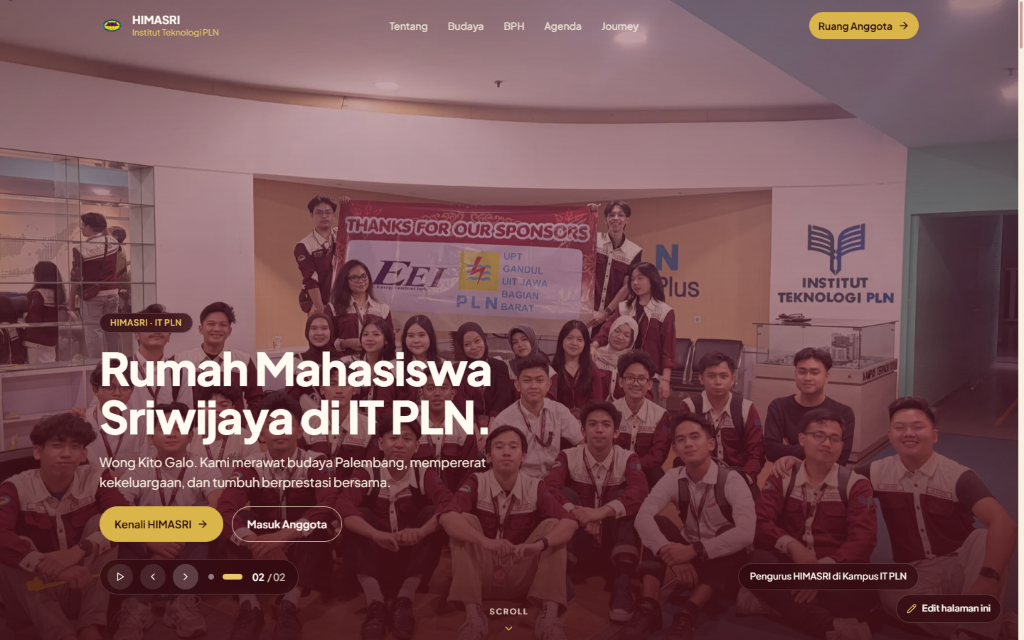 HIMASRI
Institut Teknologi PLN
Tentang
Budaya
BPH
Agenda
Journey
Ruang Anggota
THANKS FOR OUR SPONSORS
EEI
PLN
UPT
GANDUL
UIT JAWA
BAGIAN
BARAT
N
Plus
INSTITUT
TEKNOLOGI PLN
HIMASRI · IT PLN
Rumah Mahasiswa
Sriwijaya di IT PLN.
Wong Kito Galo. Kami merawat budaya Palembang, mempererat
kekeluargaan, dan tumbuh berprestasi bersama.
Kenali HIMASRI
Masuk Anggota
02 / 02
Pengurus HIMASRI di Kampus IT PLN
SCROLL
Edit halaman ini